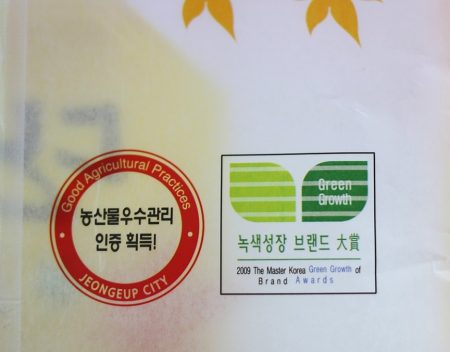 Good Agricultural Practices
농산물우수관리
인증 획득!
JEONGEUP CITY
Green
Growth
녹색성장 브랜드 大賞
2009 The Master Korea Green Growth of
Brand Awards